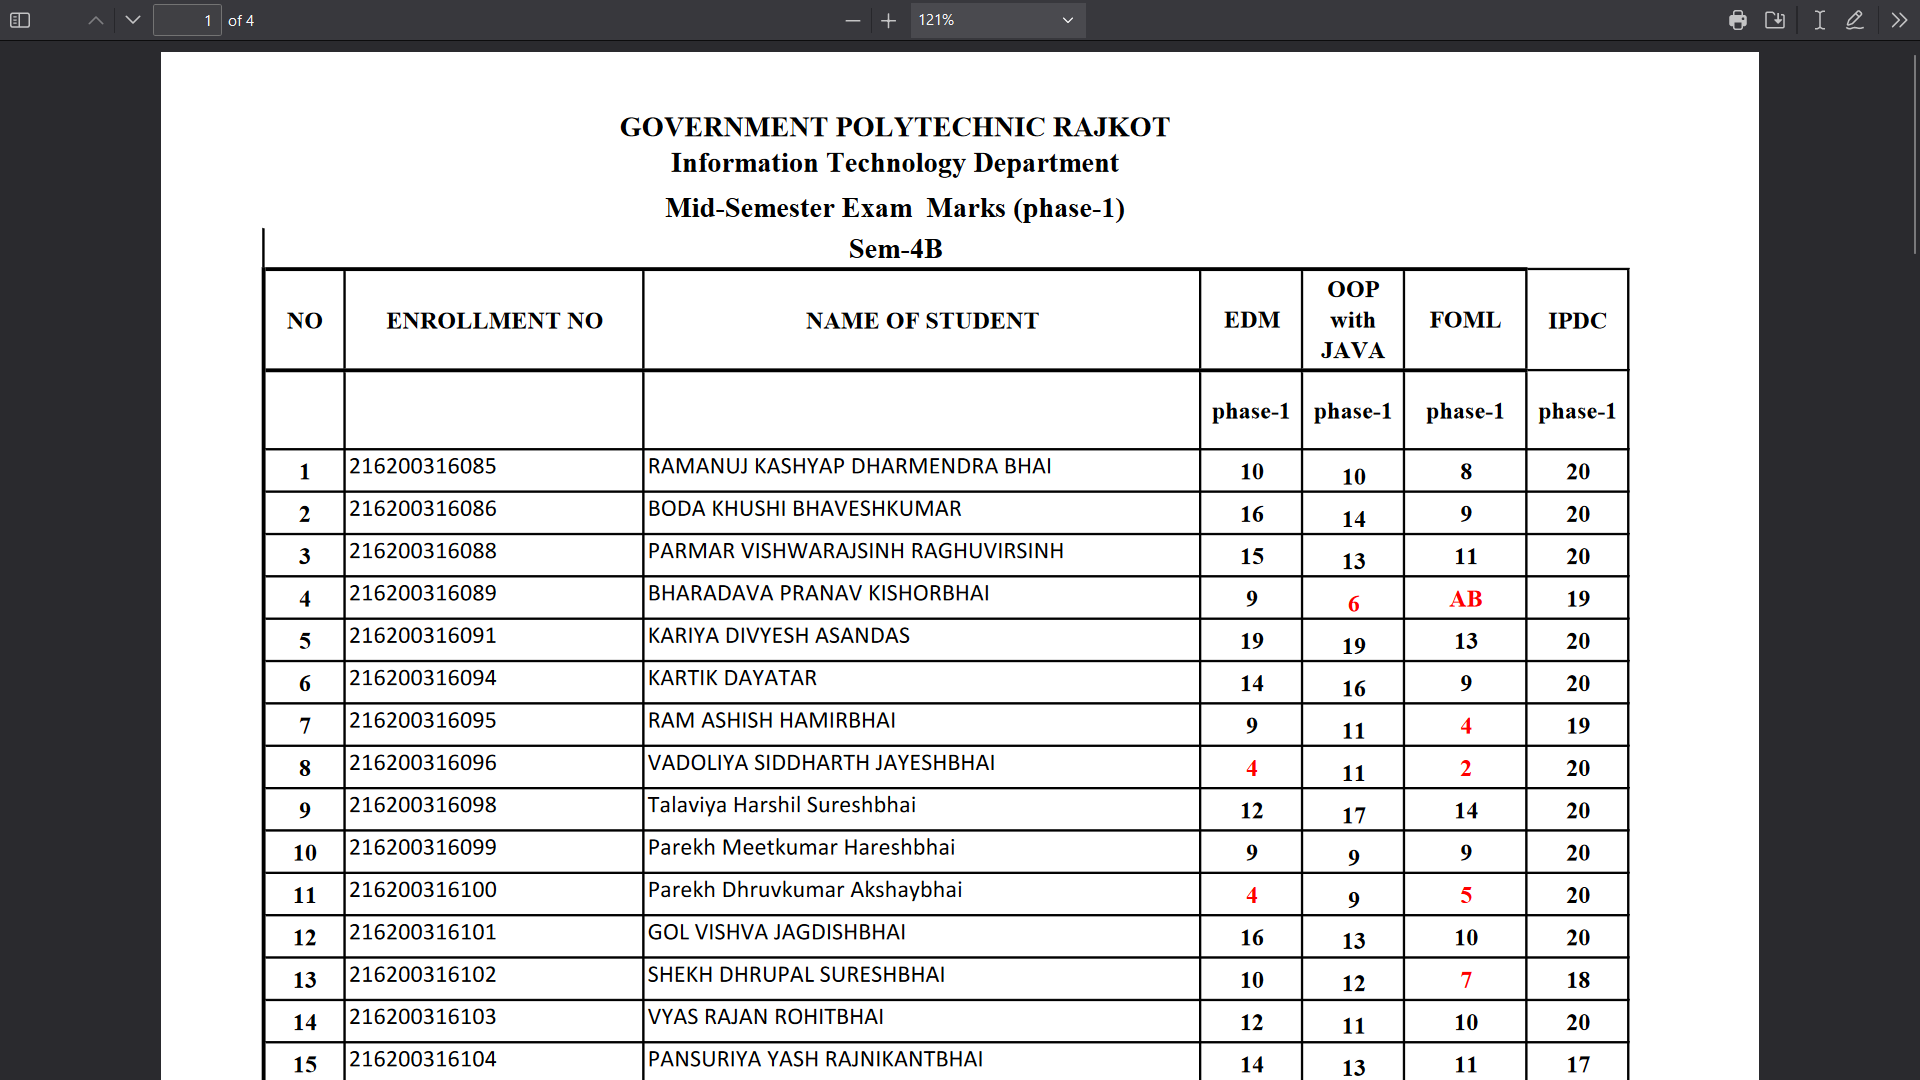 1 of 4 121%
GOVERNMENT POLYTECHNIC RAJKOT
Information Technology Department
Mid-Semester Exam Marks (phase-1)
Sem-4B
NO ENROLLMENT NO NAME OF STUDENT EDM OOP with JAVA FOML IPDC
phase-1 phase-1 phase-1 phase-1
1 216200316085 RAMANUJ KASHYAP DHARMENDRA BHAI 10 10 8 20
2 216200316086 BODA KHUSHI BHAVESHKUMAR 16 14 9 20
3 216200316088 PARMAR VISHWARAJSINH RAGHUVIRSINH 15 13 11 20
4 216200316089 BHARADAVA PRANAV KISHORBHAI 9 6 AB 19
5 216200316091 KARIYA DIVYESH ASANDAS 19 19 13 20
6 216200316094 KARTIK DAYATAR 14 16 9 20
7 216200316095 RAM ASHISH HAMIRBHAI 9 11 4 19
8 216200316096 VADOLIYA SIDDHARTH JAYESHBHAI 4 11 2 20
9 216200316098 Talaviya Harshil Sureshbhai 12 17 14 20
10 216200316099 Parekh Meetkumar Hareshbhai 9 9 9 20
11 216200316100 Parekh Dhruvkumar Akshaybhai 4 9 5 20
12 216200316101 GOL VISHVA JAGDISHBHAI 16 13 10 20
13 216200316102 SHEKH DHRUPAL SURESHBHAI 10 12 7 18
14 216200316103 VYAS RAJAN ROHITBHAI 12 11 10 20
15 216200316104 PANSURIYA YASH RAJNIKANTBHAI 14 13 11 17